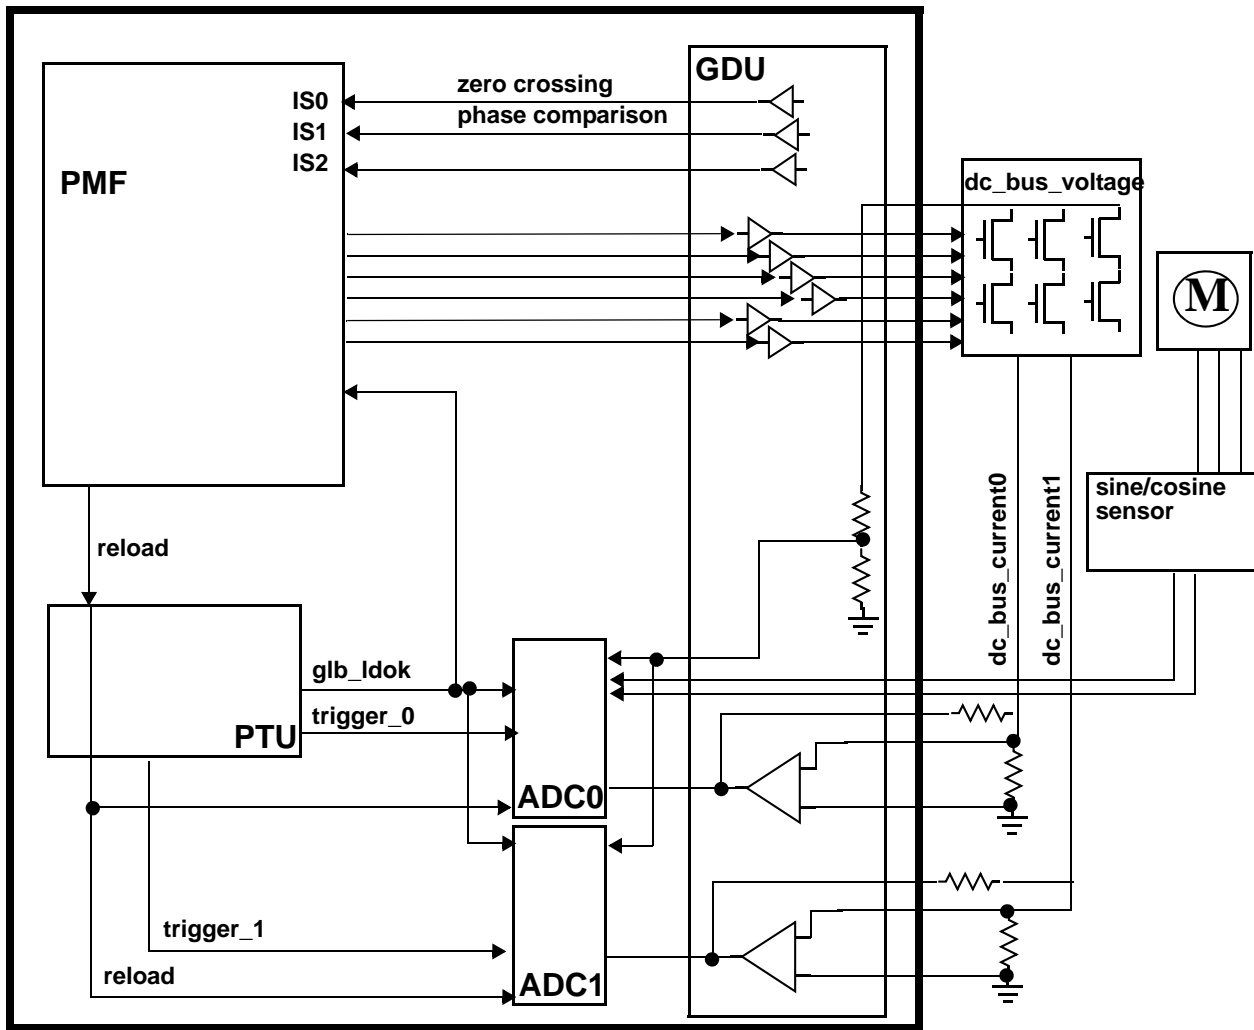 GDU
zero crossing
IS0
phase comparison
IS1
IS2
PMF
dc_bus_voltage
M
sine/cosine
sensor
dc_bus_current0
dc_bus_current1
reload
glb_ldok
trigger_0
PTU
ADC0
trigger_1
reload
ADC1